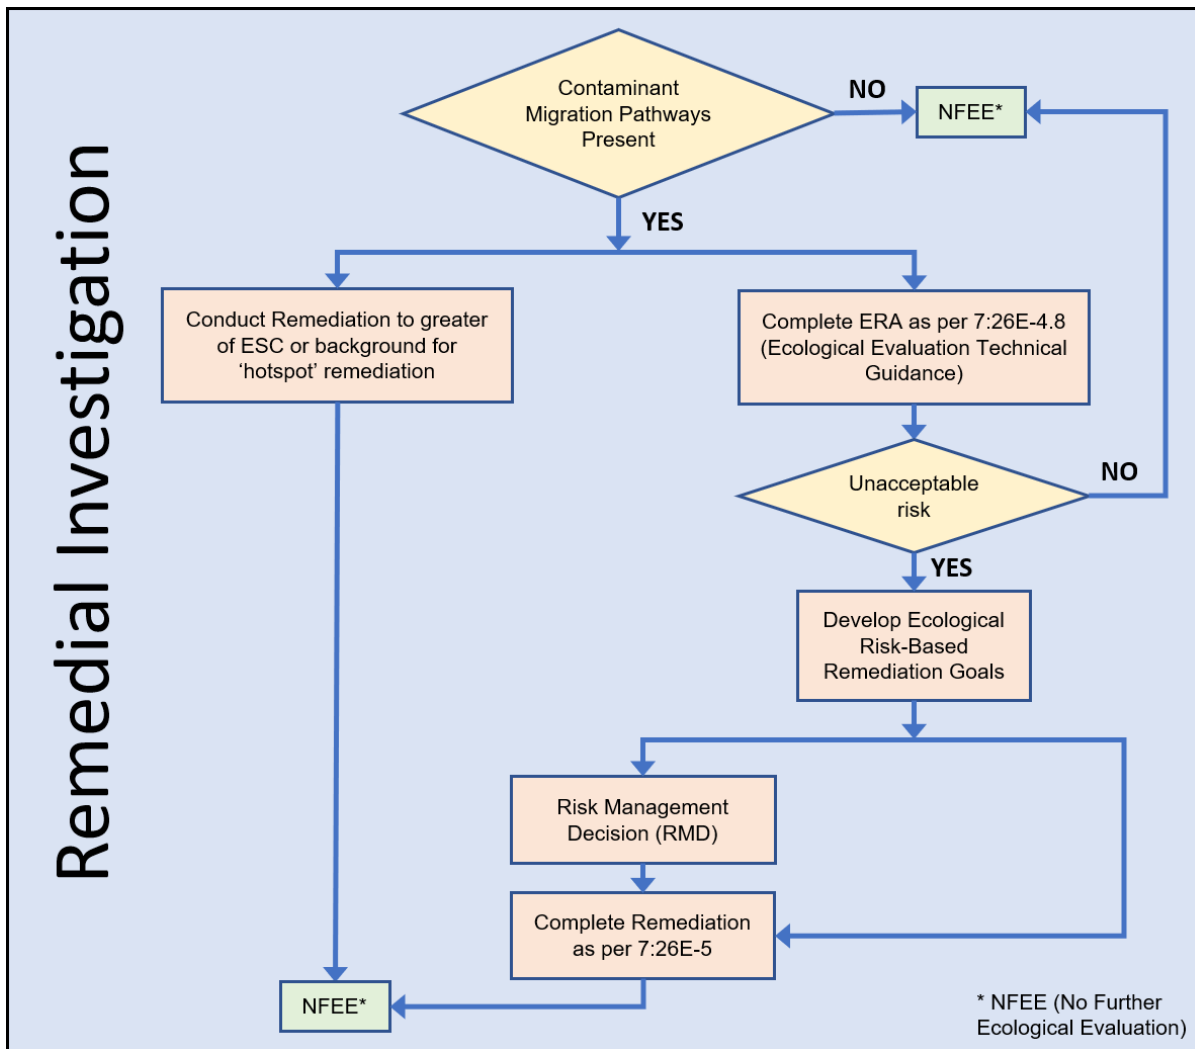 Remedial Investigation
Contaminant
Migration Pathways
Present
NO
NFEE*
YES
Conduct Remediation to greater
of ESC or background for
‘hotspot’ remediation
Complete ERA as per 7:26E-4.8
(Ecological Evaluation Technical
Guidance)
Unacceptable
risk
NO
YES
Develop Ecological
Risk-Based
Remediation Goals
Risk Management
Decision (RMD)
Complete Remediation
as per 7:26E-5
NFEE*
* NFEE (No Further
Ecological Evaluation)